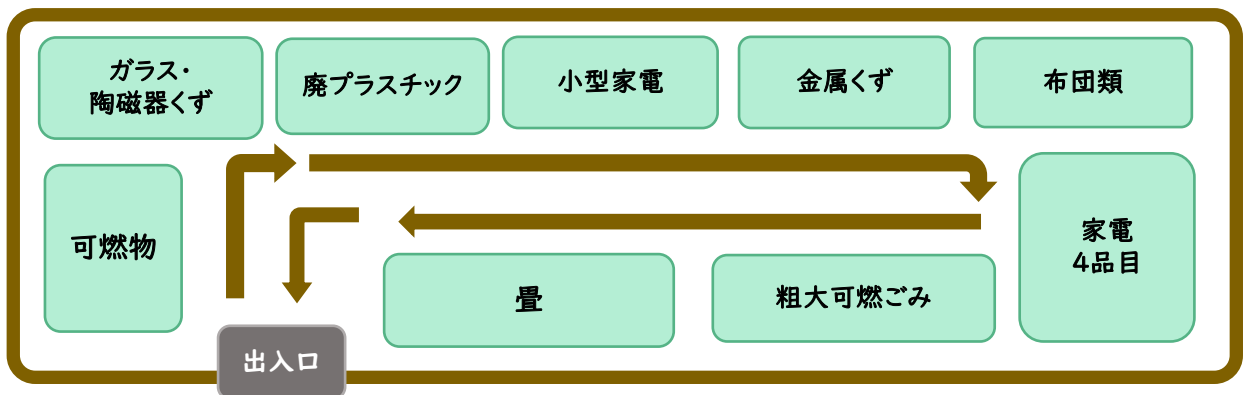 ガラス・
陶磁器くず
廃プラスチック
小型家電
金属くず
布団類
可燃物
家電
4品目
畳
粗大可燃ごみ
出入口